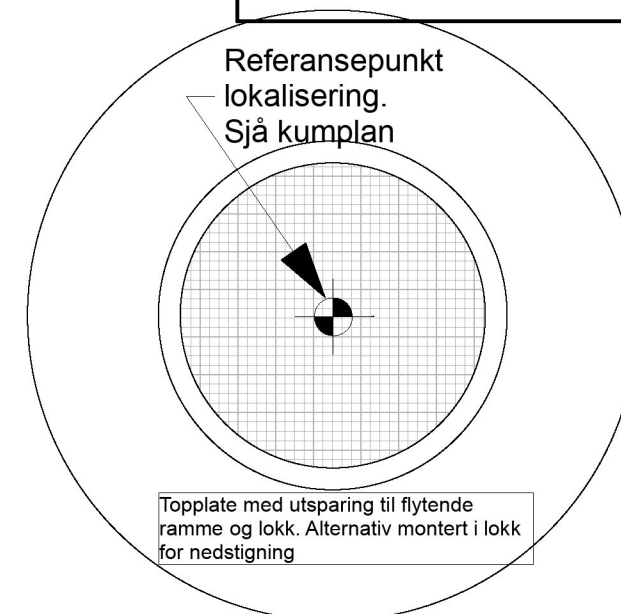 Referansepunkt
lokalisering.
Sjå kumplan
Topplate med utsparing til flytende
ramme og lokk. Alternativ montert i lokk
for nedstigning